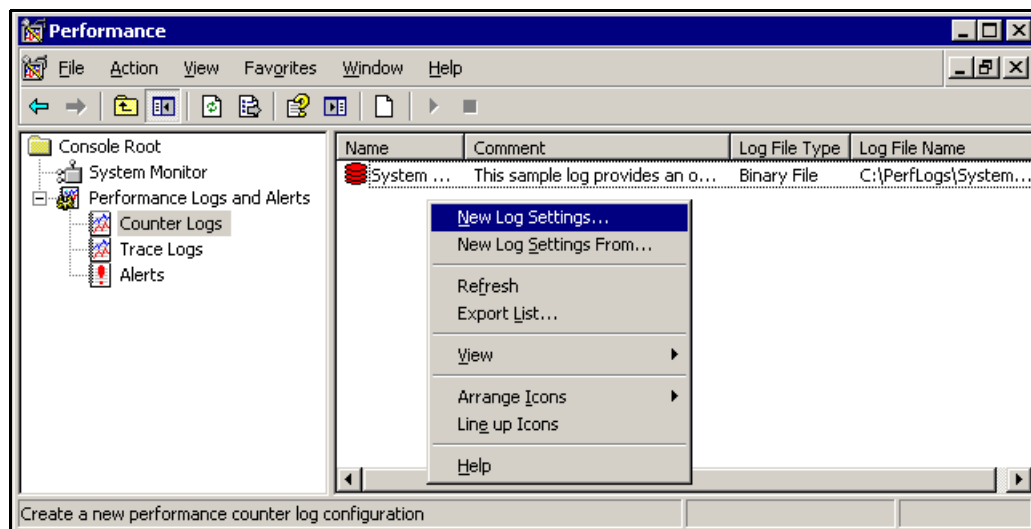 Performance
File Action View Favorites Window Help
Console Root
System Monitor
Performance Logs and Alerts
Counter Logs
Trace Logs
Alerts
Name Comment Log File Type Log File Name
System ... This sample log provides an o... Binary File C:\PerfLogs\System...
New Log Settings...
New Log Settings From...
Refresh
Export List...
View
Arrange Icons
Line up Icons
Help
Create a new performance counter log configuration